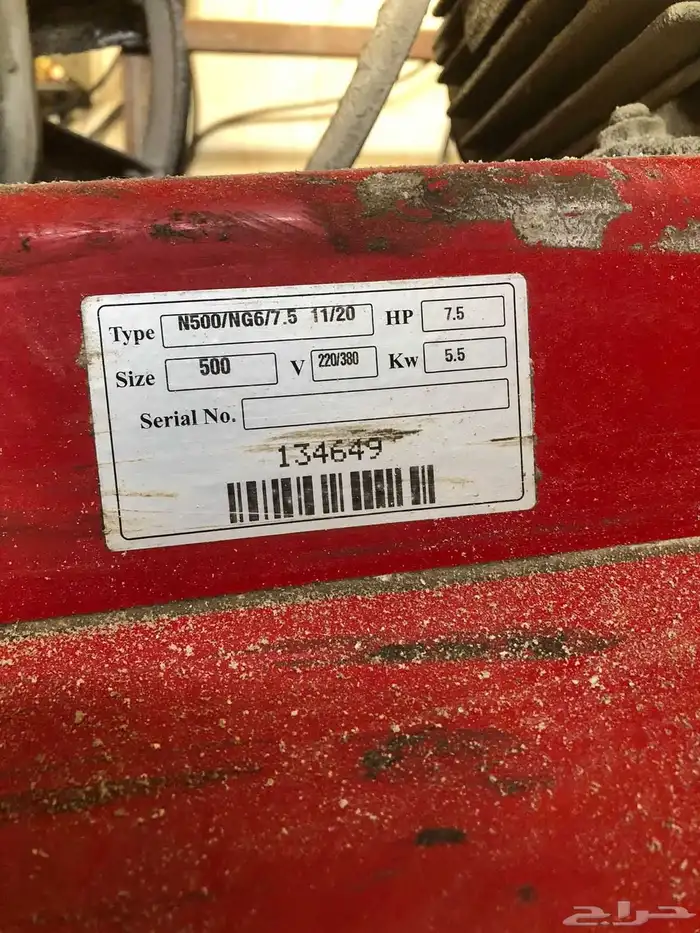 Type N500/NG6/7.5 11/20 HP 7.5
Size 500 V 220/380 Kw 5.5
Serial No.
134649
حراج